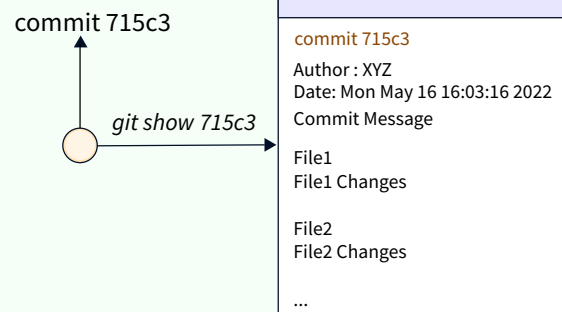 commit 715c3
git show 715c3
commit 715c3
Author : XYZ
Date: Mon May 16 16:03:16 2022
Commit Message
File1
File1 Changes
File2
File2 Changes
...